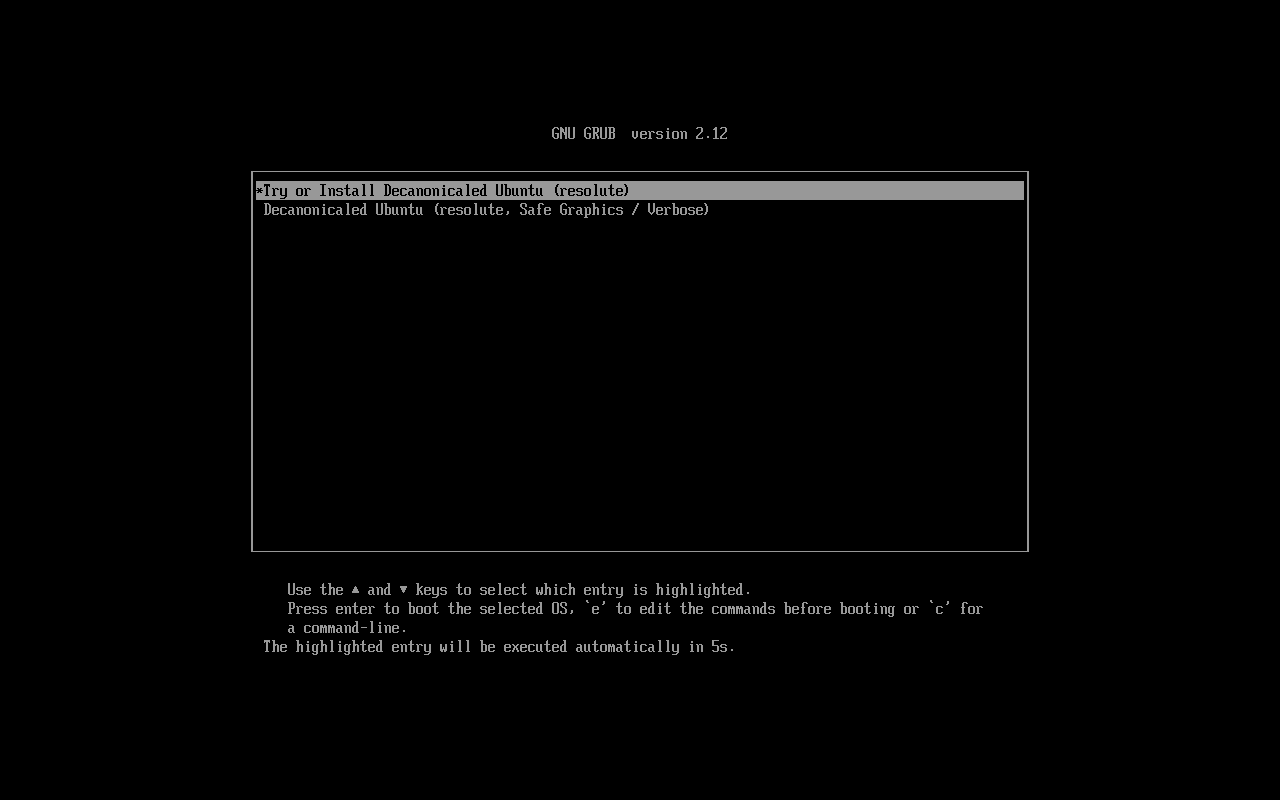 GNU GRUB  version 2.12
*Try or Install Decanonicaled Ubuntu (resolute)
Decanonicaled Ubuntu (resolute, Safe Graphics / Verbose)
Use the ▲ and ▼ keys to select which entry is highlighted.
Press enter to boot the selected OS, `e' to edit the commands before booting or `c' for
a command-line.
The highlighted entry will be executed automatically in 5s.